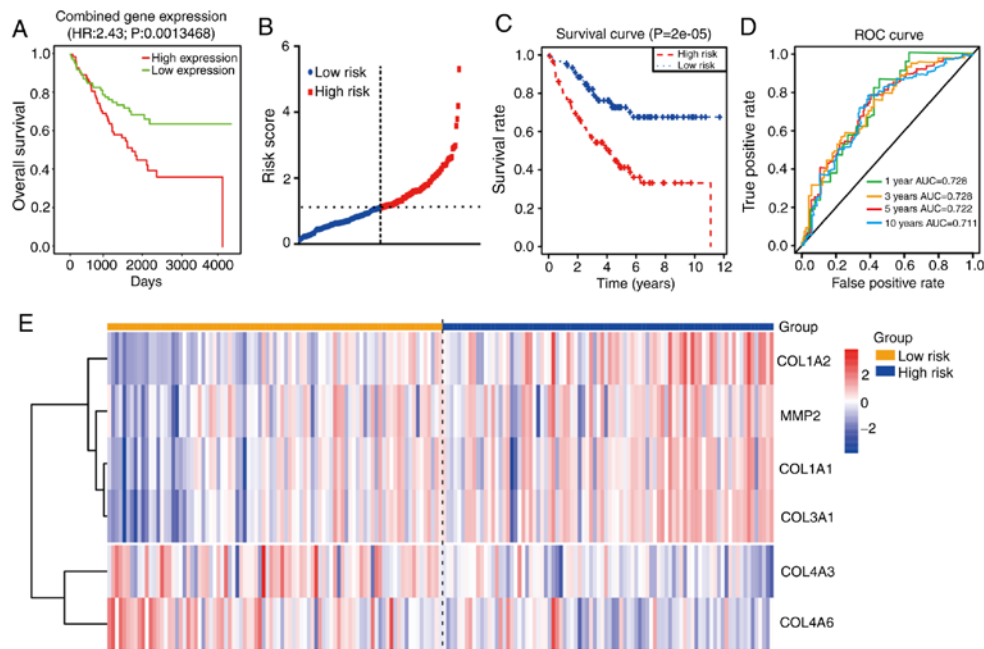 A
Combined gene expression
(HR:2.43; P:0.0013468)
High expression
Low expression
Overall survival
1.0
0.8
0.6
0.4
0.2
0.0
0
1000
2000
3000
4000
Days
B
Low risk
High risk
Risk score
6
4
2
0
C
Survival curve (P=2e-05)
High risk
Low risk
Survival rate
1.0
0.8
0.6
0.4
0.2
0.0
0 2 4 6 8 10 12
Time (years)
D
ROC curve
True positive rate
1.0
0.8
0.6
0.4
0.2
0.0
1 year AUC=0.728
3 years AUC=0.728
5 years AUC=0.722
10 years AUC=0.711
0.0 0.2 0.4 0.6 0.8 1.0
False positive rate
E
Group
COL1A2
MMP2
COL1A1
COL3A1
COL4A3
COL4A6
2
0
−2
Group
Low risk
High risk